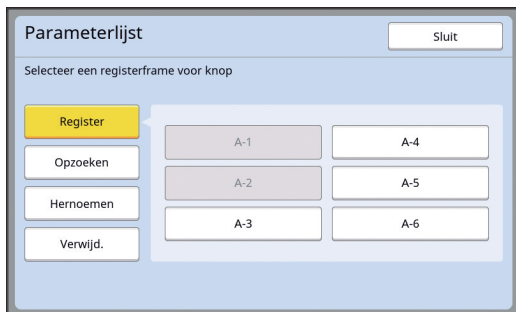 Parameterlijst
Sluit
Selecteer een registerframe voor knop
Register
Opzoeken
Hernoemen
Verwijd.
A-1
A-4
A-2
A-5
A-3
A-6